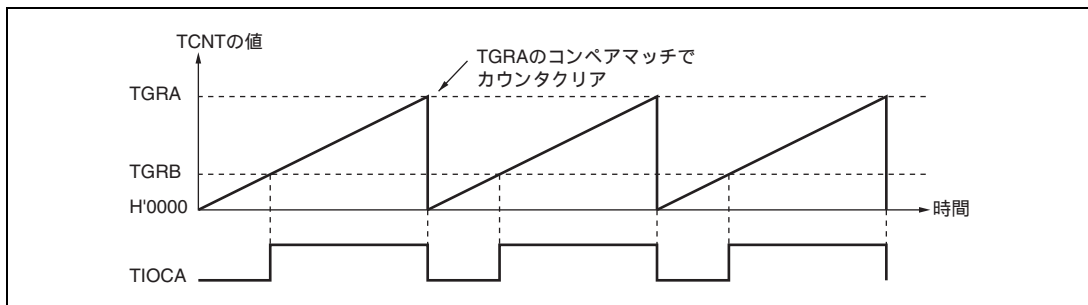 TCNTの値
TGRAのコンペアマッチで
カウンタクリア
TGRA
TGRB
H'0000
時間
TIOCA